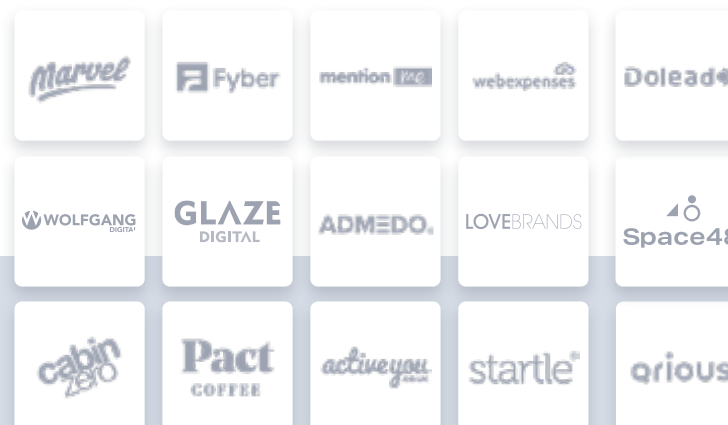 Marvel
Fyber
mention me
webexpenses
Dolead
WOLFGANG
DIGITAL
GLAZE
DIGITAL
ADMEDO.
LOVEBRANDS
Space48
cabin
zero
Pact
COFFEE
activeyou
startle
qrious